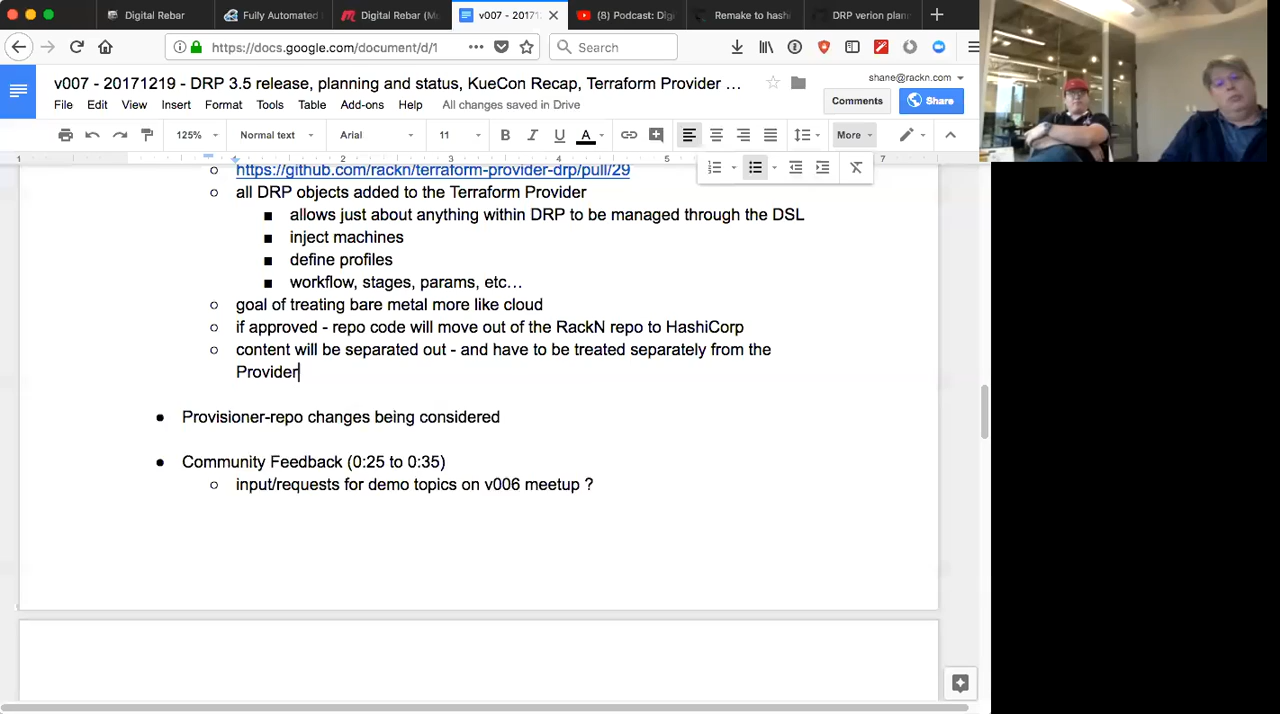 Digital Rebar
Fully Automated
Digital Rebar (Mo
v007 - 20171
(8) Podcast: Digi
Remake to hashi
DRP verion plan
https://docs.google.com/document/d/1
Search
v007 - 20171219 - DRP 3.5 release, planning and status, KueCon Recap, Terraform Provider ...
shane@rackn.com
File Edit View Insert Format Tools Table Add-ons Help All changes saved in Drive
Comments
Share
125% Normal text Arial 11 B I U A More
1 2 3 4 5 7
https://github.com/rackn/terraform-provider-drp/pull/29
all DRP objects added to the Terraform Provider
allows just about anything within DRP to be managed through the DSL
inject machines
define profiles
workflow, stages, params, etc…
goal of treating bare metal more like cloud
if approved - repo code will move out of the RackN repo to HashiCorp
content will be separated out - and have to be treated separately from the
Provider
Provisioner-repo changes being considered
Community Feedback (0:25 to 0:35)
input/requests for demo topics on v006 meetup ?